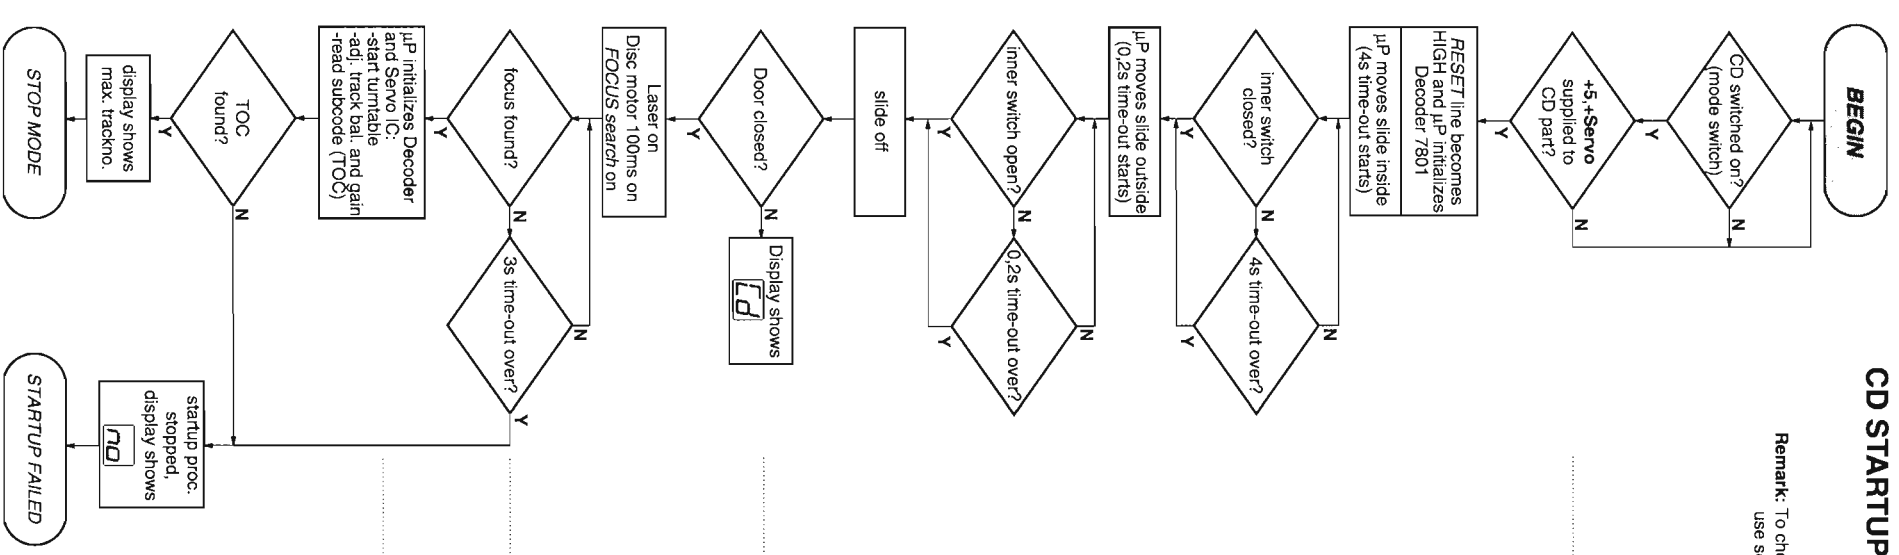 CD STARTUP
Remark: To che
use se
BEGIN
CD switched on?
(mode switch)
N
Y
+5,+Servo
supplied to
CD part?
N
Y
RESET line becomes
HIGH and µP initializes
Decoder 7801
µP moves slide inside
(4s time-out starts)
inner switch
closed?
N
Y
4s time-out over?
N
Y
µP moves slide outside
(0,2s time-out starts)
inner switch open?
N
Y
0,2s time-out over?
N
Y
slide off
Door closed?
N
Y
Display shows
Cd
Laser on
Disc motor 100ms on
FOCUS search on
focus found?
N
Y
3s time-out over?
N
Y
µP initializes Decoder
and Servo IC:
-start turntable
-adj. track bal. and gain
-read subcode (TOC)
TOC
found?
N
Y
display shows
max. trackno.
startup proc.
stopped,
display shows
no
STOP MODE
STARTUP FAILED